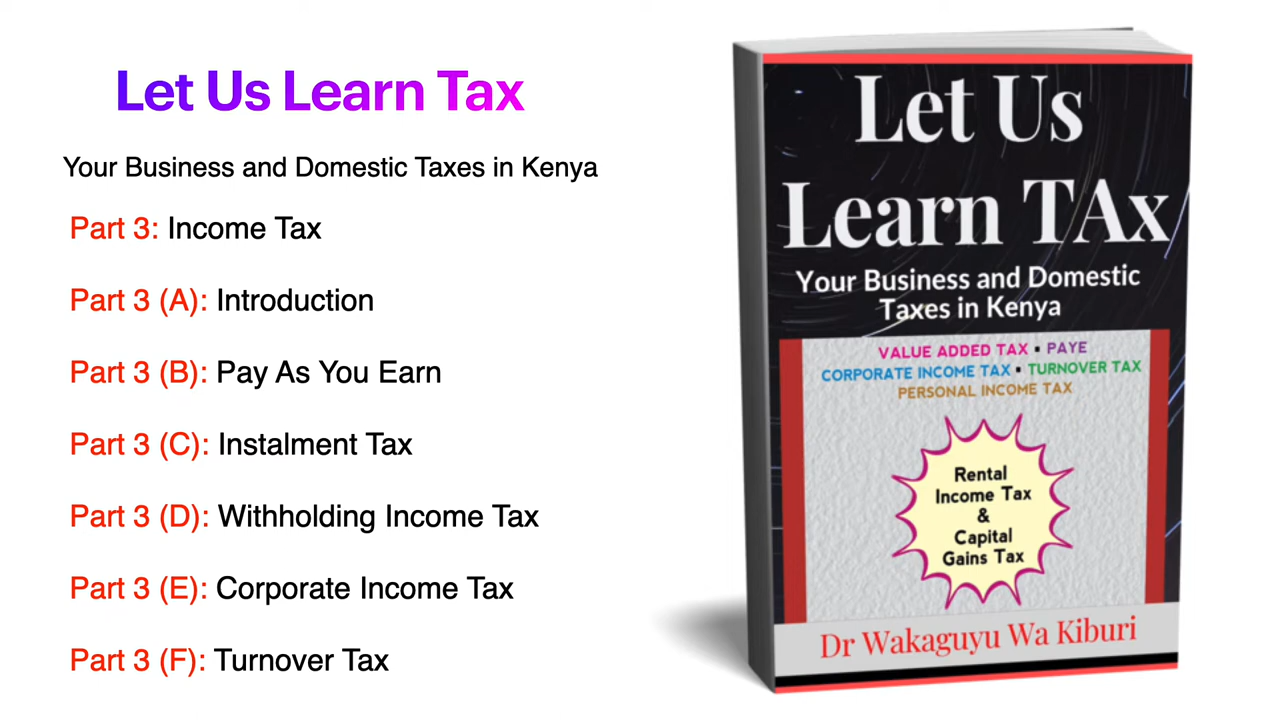 Let Us Learn Tax
Your Business and Domestic Taxes in Kenya
Part 3: Income Tax
Part 3 (A): Introduction
Part 3 (B): Pay As You Earn
Part 3 (C): Instalment Tax
Part 3 (D): Withholding Income Tax
Part 3 (E): Corporate Income Tax
Part 3 (F): Turnover Tax
Let Us
Learn TAx
Your Business and Domestic
Taxes in Kenya
VALUE ADDED TAX ▪ PAYE
CORPORATE INCOME TAX ▪ TURNOVER TAX
PERSONAL INCOME TAX
Rental
Income Tax
&
Capital
Gains Tax
Dr Wakaguyu Wa Kiburi